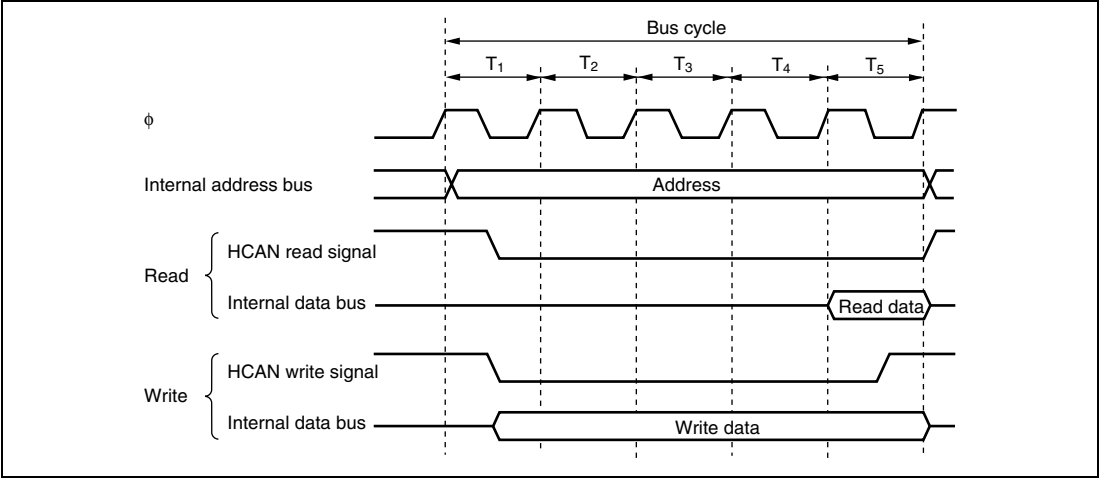 Bus cycle
T1 T2 T3 T4 T5
ϕ
Internal address bus Address
HCAN read signal
Read
Internal data bus Read data
HCAN write signal
Write
Internal data bus Write data